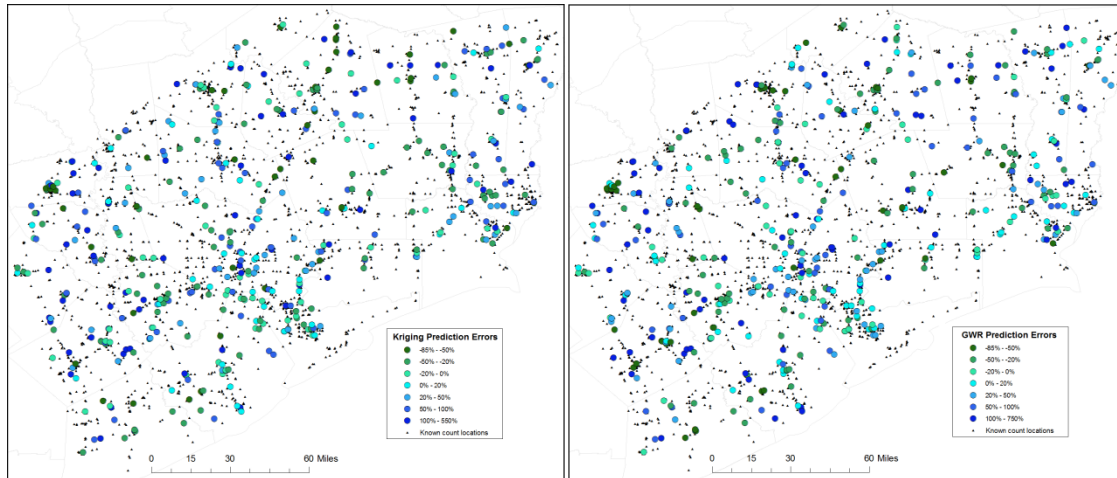 Kriging Prediction Errors
-85% - -50%
-50% - -20%
-20% - 0%
0% - 20%
20% - 50%
50% - 100%
100% - 550%
Known count locations
0 15 30 60 Miles
GWR Prediction Errors
-85% - -50%
-50% - -20%
-20% - 0%
0% - 20%
20% - 50%
50% - 100%
100% - 750%
Known count locations
0 15 30 60 Miles